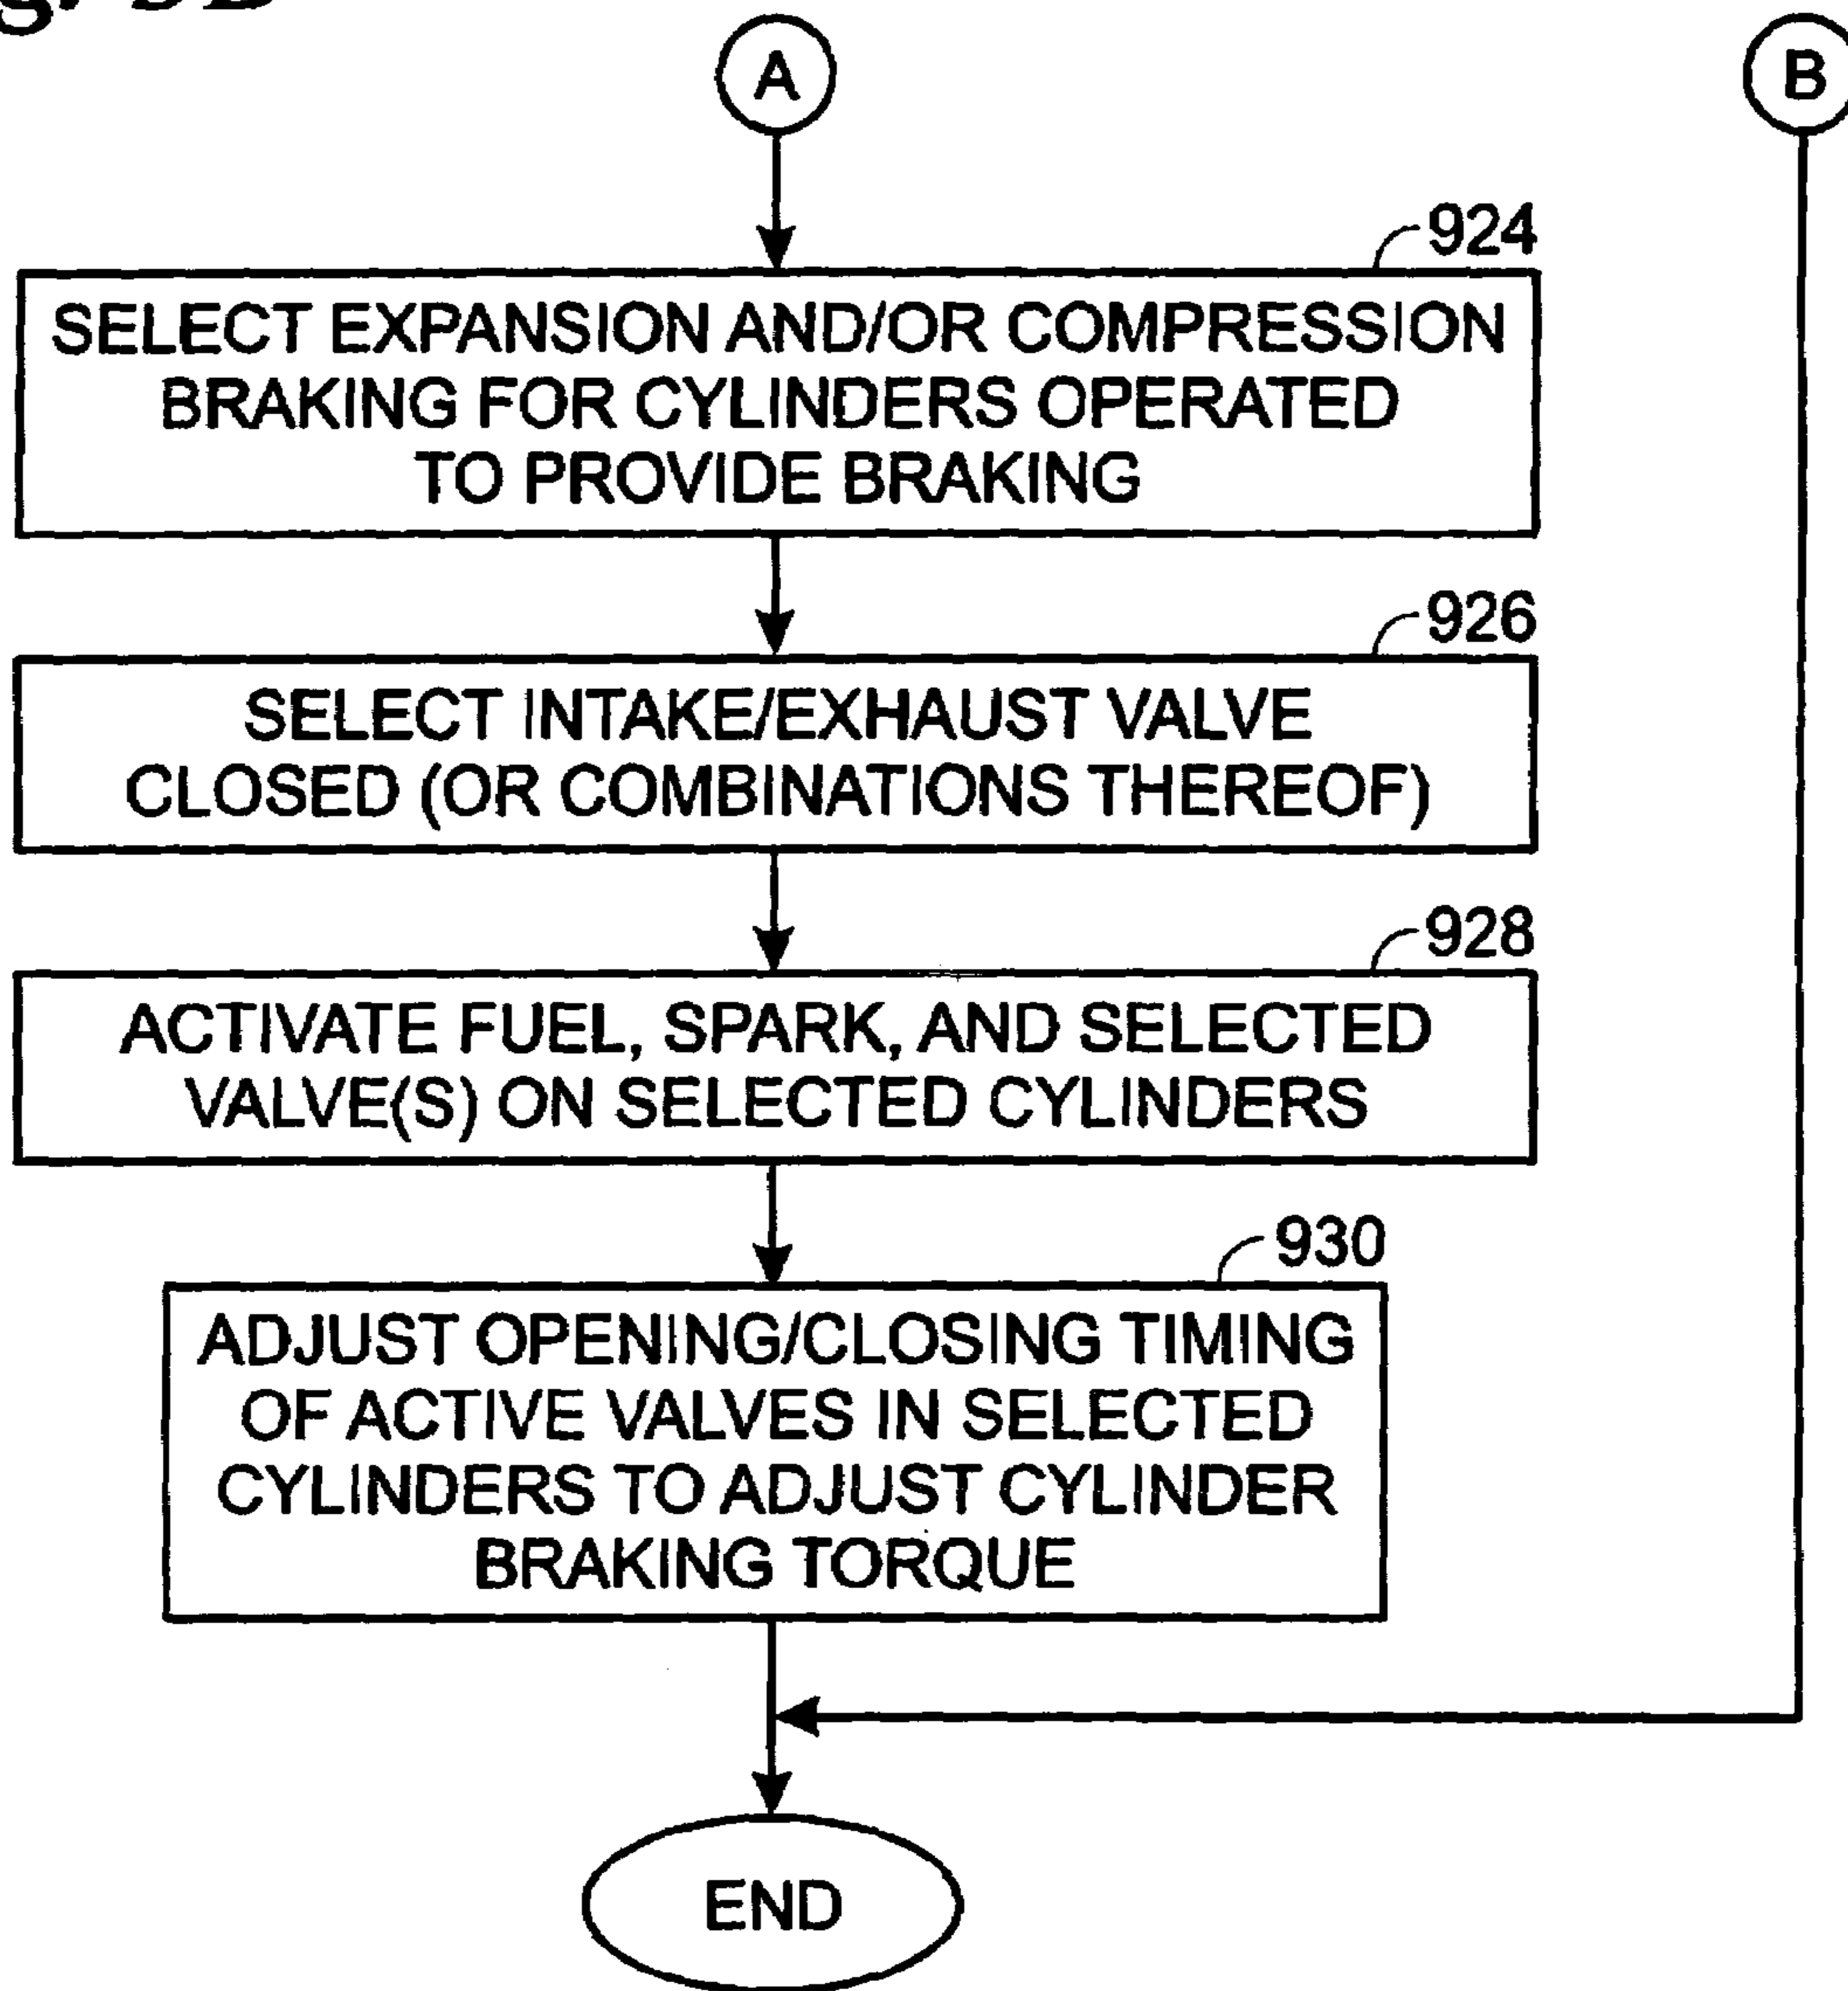 A
B
924
SELECT EXPANSION AND/OR COMPRESSION
BRAKING FOR CYLINDERS OPERATED
TO PROVIDE BRAKING
926
SELECT INTAKE/EXHAUST VALVE
CLOSED (OR COMBINATIONS THEREOF)
928
ACTIVATE FUEL, SPARK, AND SELECTED
VALVE(S) ON SELECTED CYLINDERS
930
ADJUST OPENING/CLOSING TIMING
OF ACTIVE VALVES IN SELECTED
CYLINDERS TO ADJUST CYLINDER
BRAKING TORQUE
END